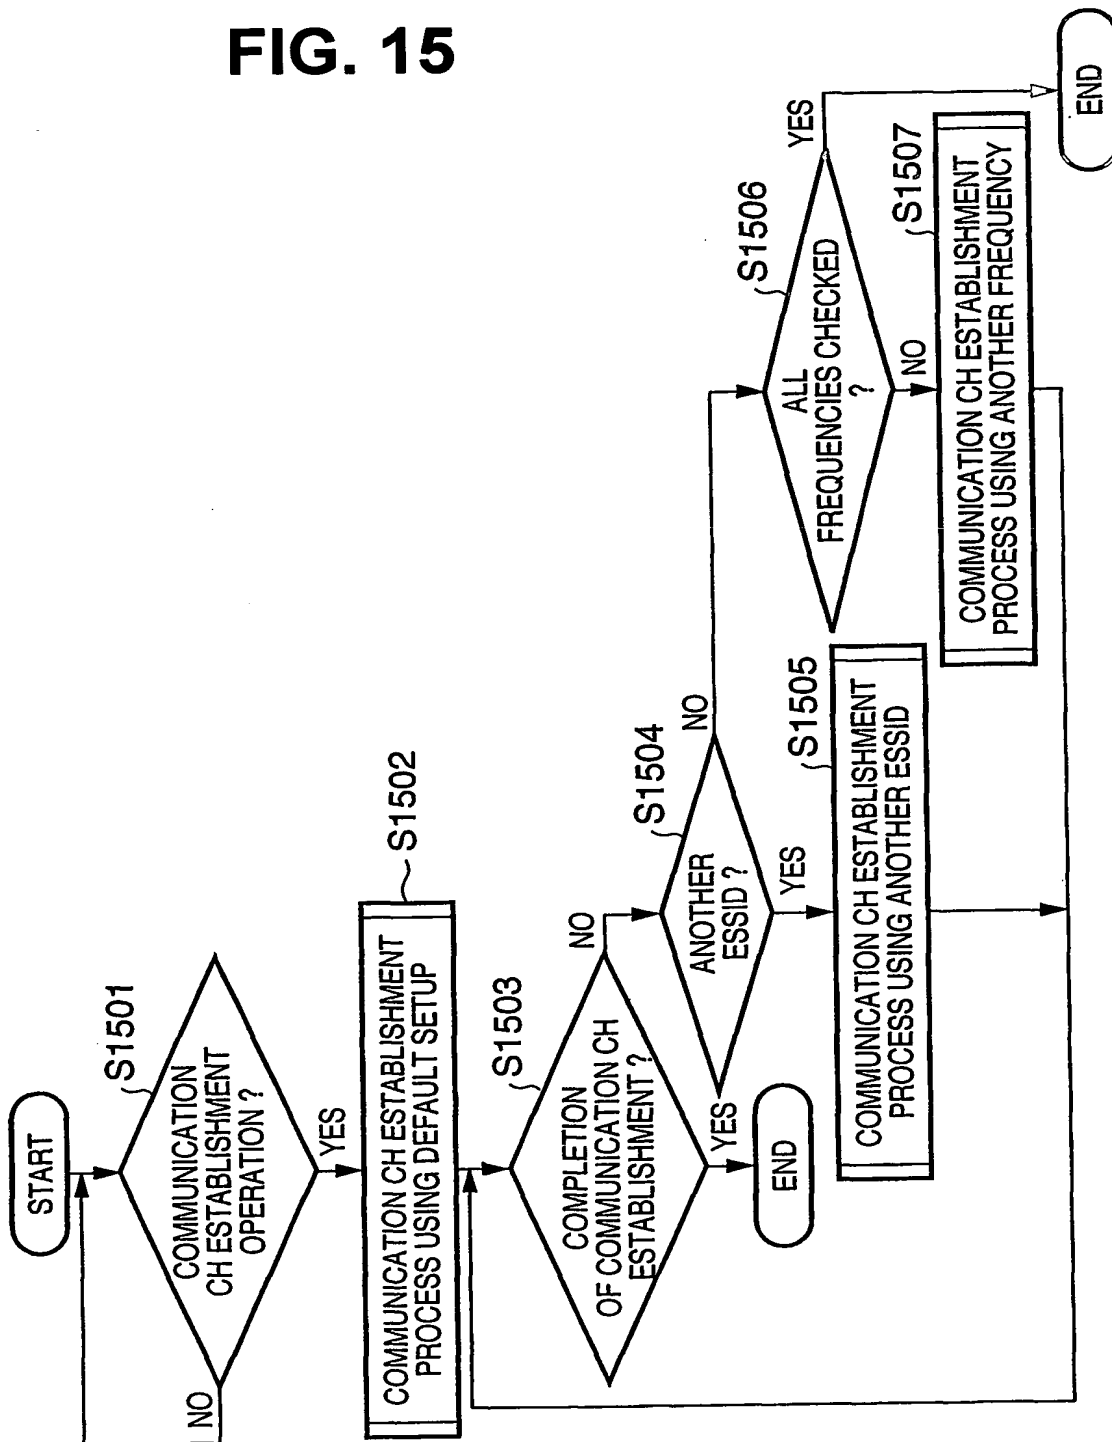 FIG. 15
START
S1501
COMMUNICATION
CH ESTABLISHMENT
OPERATION ?
NO
YES
S1502
COMMUNICATION CH ESTABLISHMENT
PROCESS USING DEFAULT SETUP
S1503
COMPLETION
OF COMMUNICATION CH
ESTABLISHMENT ?
NO
YES
END
S1504
ANOTHER
ESSID ?
NO
YES
S1505
COMMUNICATION CH ESTABLISHMENT
PROCESS USING ANOTHER ESSID
S1506
ALL
FREQUENCIES CHECKED
?
YES
NO
S1507
COMMUNICATION CH ESTABLISHMENT
PROCESS USING ANOTHER FREQUENCY
END